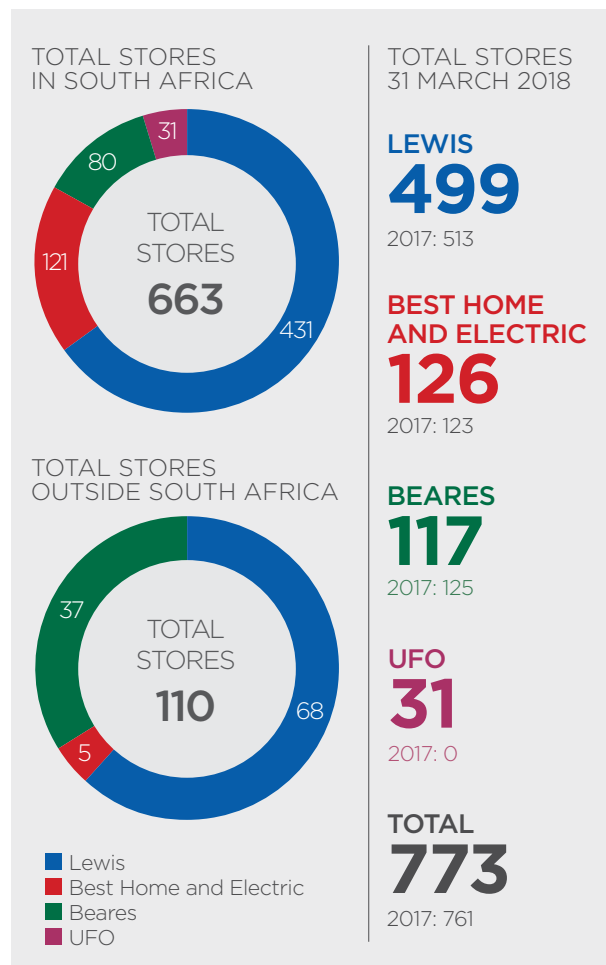 TOTAL STORES
IN SOUTH AFRICA
31
80
121
431
TOTAL
STORES
663
TOTAL STORES
OUTSIDE SOUTH AFRICA
37
5
68
TOTAL
STORES
110
Lewis
Best Home and Electric
Beares
UFO
TOTAL STORES
31 MARCH 2018
LEWIS
499
2017: 513
BEST HOME
AND ELECTRIC
126
2017: 123
BEARES
117
2017: 125
UFO
31
2017: 0
TOTAL
773
2017: 761